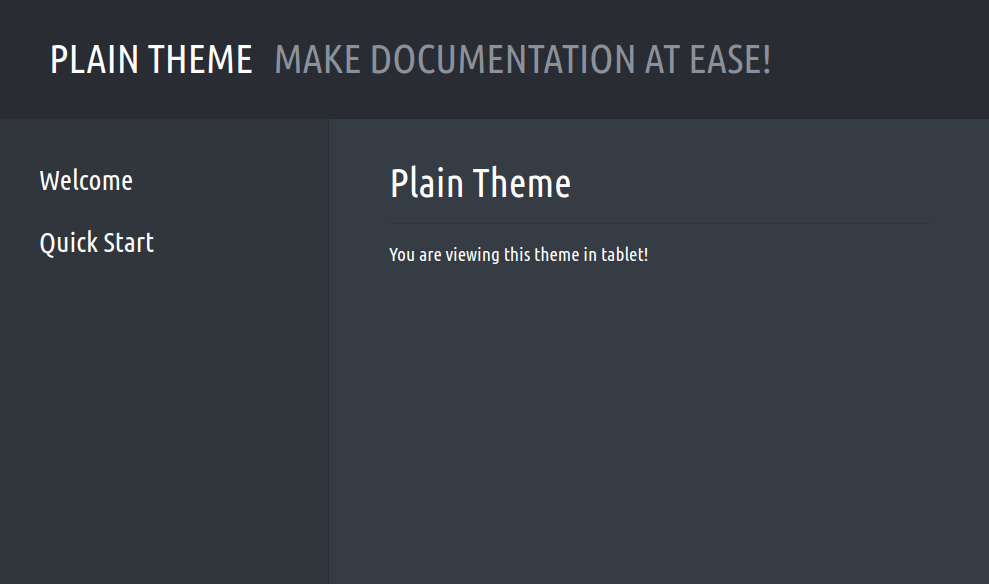 PLAIN THEME MAKE DOCUMENTATION AT EASE!
Welcome
Quick Start
Plain Theme
You are viewing this theme in tablet!